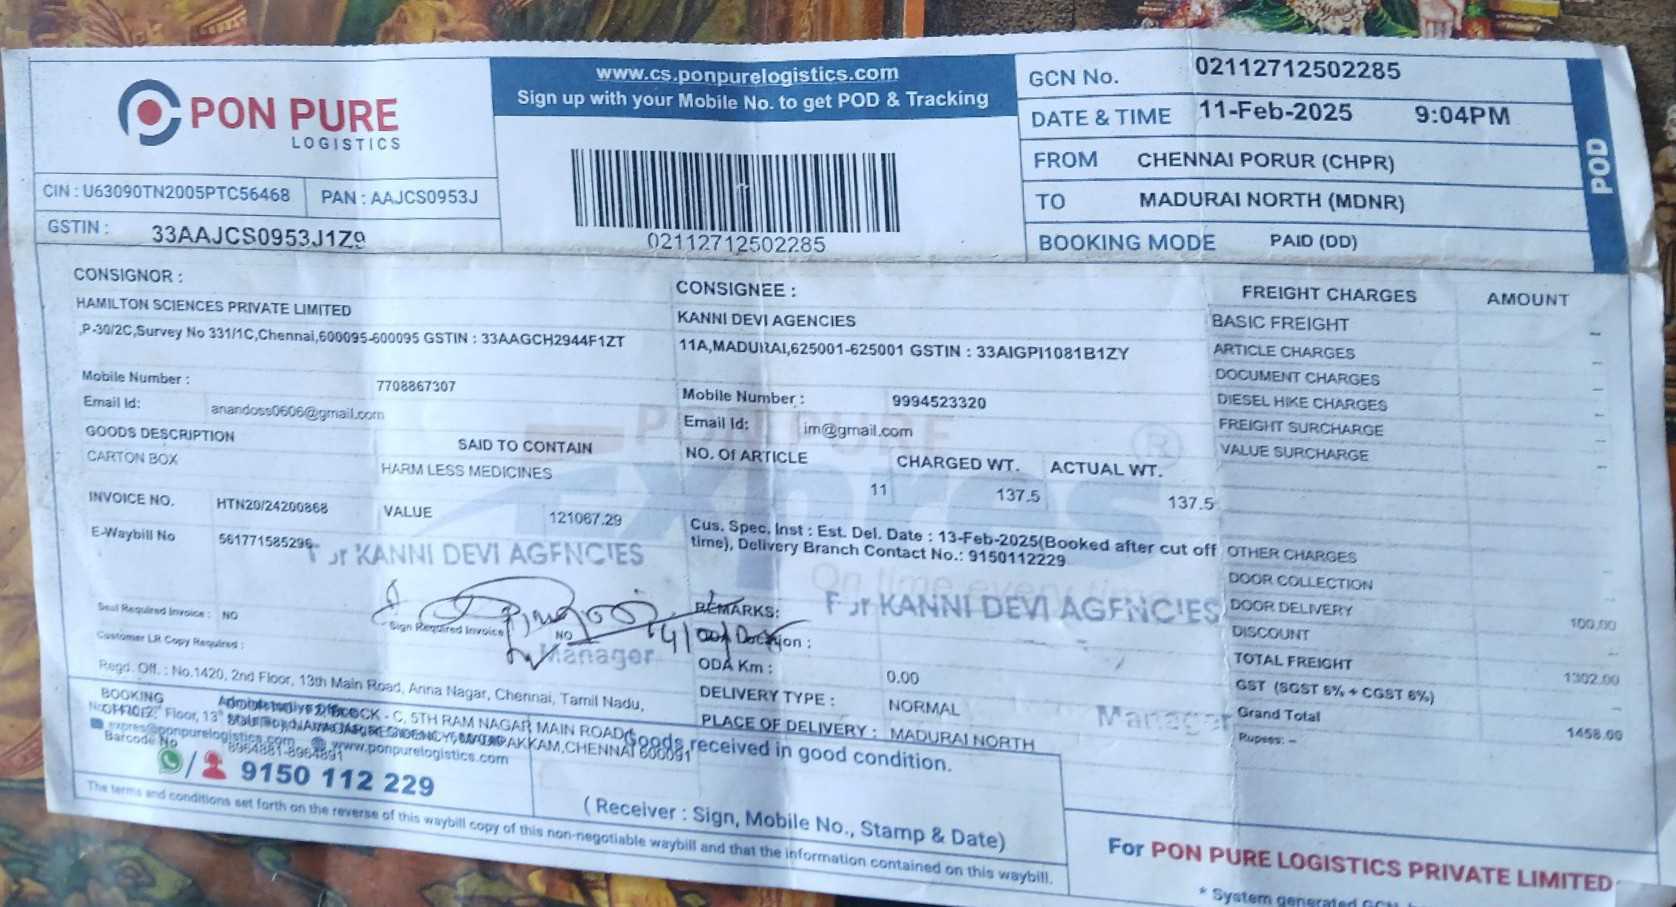 PON PURE
LOGISTICS
CIN : U63090TN2005PTC56468
PAN : AAJCS0953J
GSTIN :
33AAJCS0953J1Z9
www.cs.ponpurelogistics.com
Sign up with your Mobile No. to get POD & Tracking
02112712502285
GCN No. 02112712502285
DATE & TIME 11-Feb-2025 9:04PM
FROM CHENNAI PORUR (CHPR)
TO MADURAI NORTH (MDNR)
BOOKING MODE PAID (DD)
POD
CONSIGNOR :
HAMILTON SCIENCES PRIVATE LIMITED
,P-30/2C,Survey No 331/1C,Chennai,600095-600095 GSTIN : 33AAGCH2944F1ZT
Mobile Number : 7708867307
Email Id: anandoss0606@gmail.com
GOODS DESCRIPTION SAID TO CONTAIN
CARTON BOX HARM LESS MEDICINES
INVOICE NO. HTN20/24200868 VALUE 121067.29
E-Waybill No 561771585296
CONSIGNEE :
KANNI DEVI AGENCIES
11A,MADURAI,625001-625001 GSTIN : 33AIGPI1081B1ZY
Mobile Number : 9994523320
Email Id: im@gmail.com
NO. Of ARTICLE CHARGED WT. ACTUAL WT.
11 137.5 137.5
Cus. Spec. Inst : Est. Del. Date : 13-Feb-2025(Booked after cut off
time), Delivery Branch Contact No.: 9150112229
FREIGHT CHARGES AMOUNT
BASIC FREIGHT –
ARTICLE CHARGES –
DOCUMENT CHARGES –
DIESEL HIKE CHARGES –
FREIGHT SURCHARGE –
VALUE SURCHARGE –
OTHER CHARGES
DOOR COLLECTION –
DOOR DELIVERY 100.00
DISCOUNT –
TOTAL FREIGHT 1302.00
GST (SGST 6% + CGST 6%)
Grand Total 1458.00
Rupees: –
PON PURE
Express
On time every time
For KANNI DEVI AGENCIES
Manager
For KANNI DEVI AGENCIES
Manager
Seal Required Invoice : NO
Sign Required Invoice NO
Customer LR Copy Required :
REMARKS:
ODA Km : 0.00
DELIVERY TYPE : NORMAL
PLACE OF DELIVERY : MADURAI NORTH
Regd. Off. : No.1420, 2nd Floor, 13th Main Road, Anna Nagar, Chennai, Tamil Nadu,
BOOKING
Barcode No 8964881-8964891
www.ponpurelogistics.com
9150 112 229
Goods received in good condition.
( Receiver : Sign, Mobile No., Stamp & Date)
The terms and conditions set forth on the reverse of this waybill copy of this non-negotiable waybill and that the information contained on this waybill.
For PON PURE LOGISTICS PRIVATE LIMITED
* System generated GCN